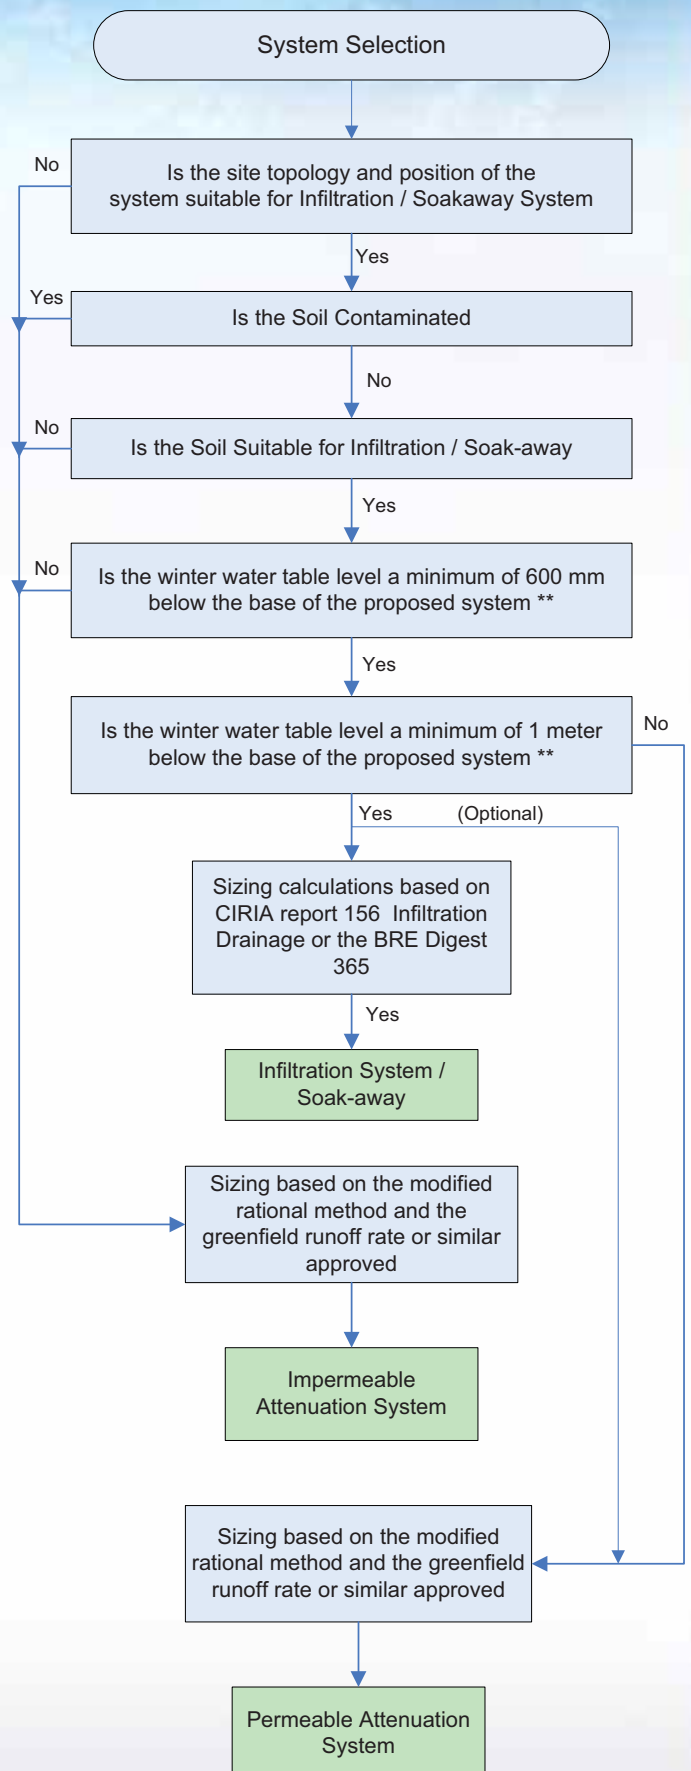 System Selection
No
Is the site topology and position of the
system suitable for Infiltration / Soakaway System
Yes
Yes
Is the Soil Contaminated
No
No
Is the Soil Suitable for Infiltration / Soak-away
Yes
No
Is the winter water table level a minimum of 600 mm
below the base of the proposed system **
Yes
Is the winter water table level a minimum of 1 meter
below the base of the proposed system **
No
Yes (Optional)
Sizing calculations based on
CIRIA report 156 Infiltration
Drainage or the BRE Digest
365
Yes
Infiltration System /
Soak-away
Sizing based on the modified
rational method and the
greenfield runoff rate or similar
approved
Impermeable
Attenuation System
Sizing based on the modified
rational method and the greenfield
runoff rate or similar approved
Permeable Attenuation
System